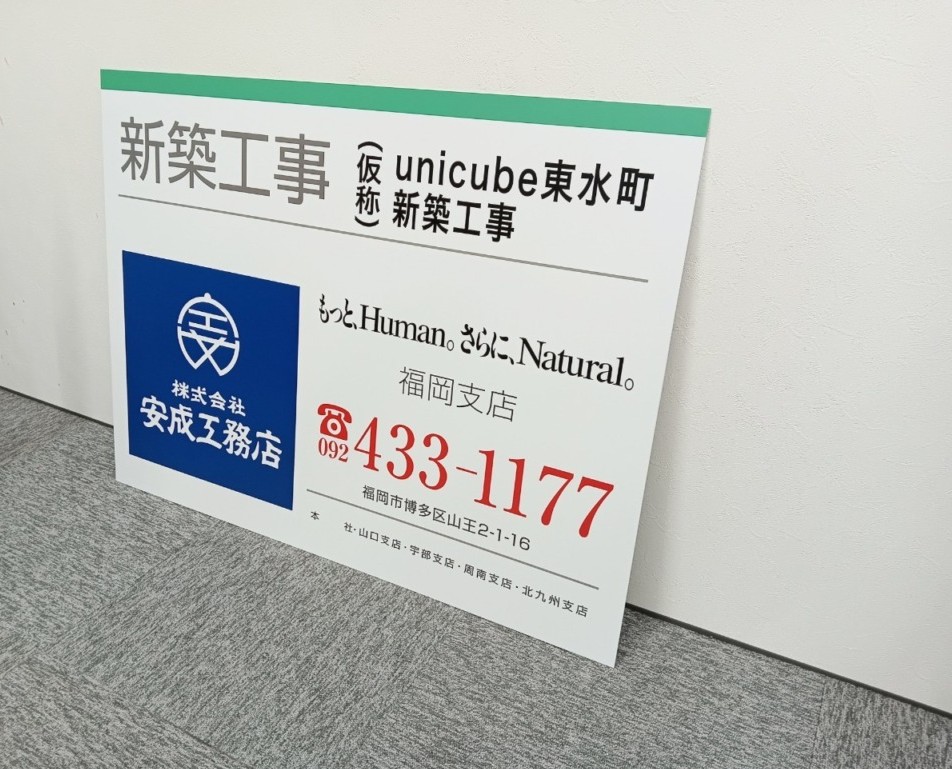 新築工事
（仮称）
unicube東水町
新築工事
株式会社
安成工務店
もっと、Human。さらに、Natural。
福岡支店
☎092 433-1177
福岡市博多区山王2-1-16
本　社・山口支店・宇部支店・周南支店・北九州支店